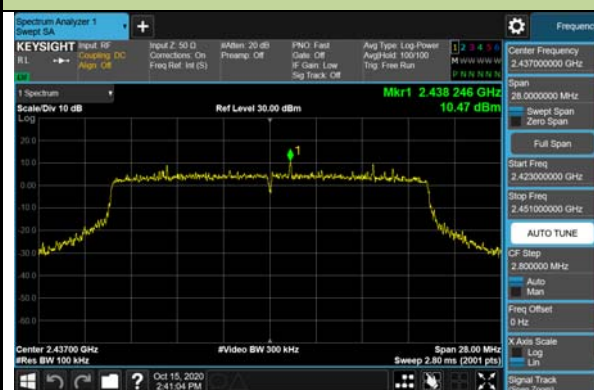 Spectrum Analyzer 1
Swept SA
Frequenc
KEYSIGHT Input: RF
RL
Coupling: DC
Align: Off
Input Z: 50 Ω
Corrections: On
Freq Ref: Int (S)
#Atten: 20 dB
Preamp: Off
PNO: Fast
Gate: Off
IF Gain: Low
Sig Track: Off
Avg Type: Log-Power
Avg|Hold: 100/100
Trig: Free Run
1 2 3 4 5 6
M W W W W W
P N N N N N
1 Spectrum
Scale/Div 10 dB
Log
Ref Level 30.00 dBm
Mkr1 2.438 246 GHz
10.47 dBm
1
20.0
10.0
0.00
-10.0
-20.0
-30.0
-40.0
-50.0
-60.0
Center 2.43700 GHz
#Res BW 100 kHz
#Video BW 300 kHz
Span 28.00 MHz
Sweep 2.80 ms (2001 pts)
Oct 15, 2020
2:41:04 PM
Center Frequency
2.437000000 GHz
Span
28.0000000 MHz
Swept Span
Zero Span
Full Span
Start Freq
2.423000000 GHz
Stop Freq
2.451000000 GHz
AUTO TUNE
CF Step
2.800000 MHz
Auto
Man
Freq Offset
0 Hz
X Axis Scale
Log
Lin
Signal Track